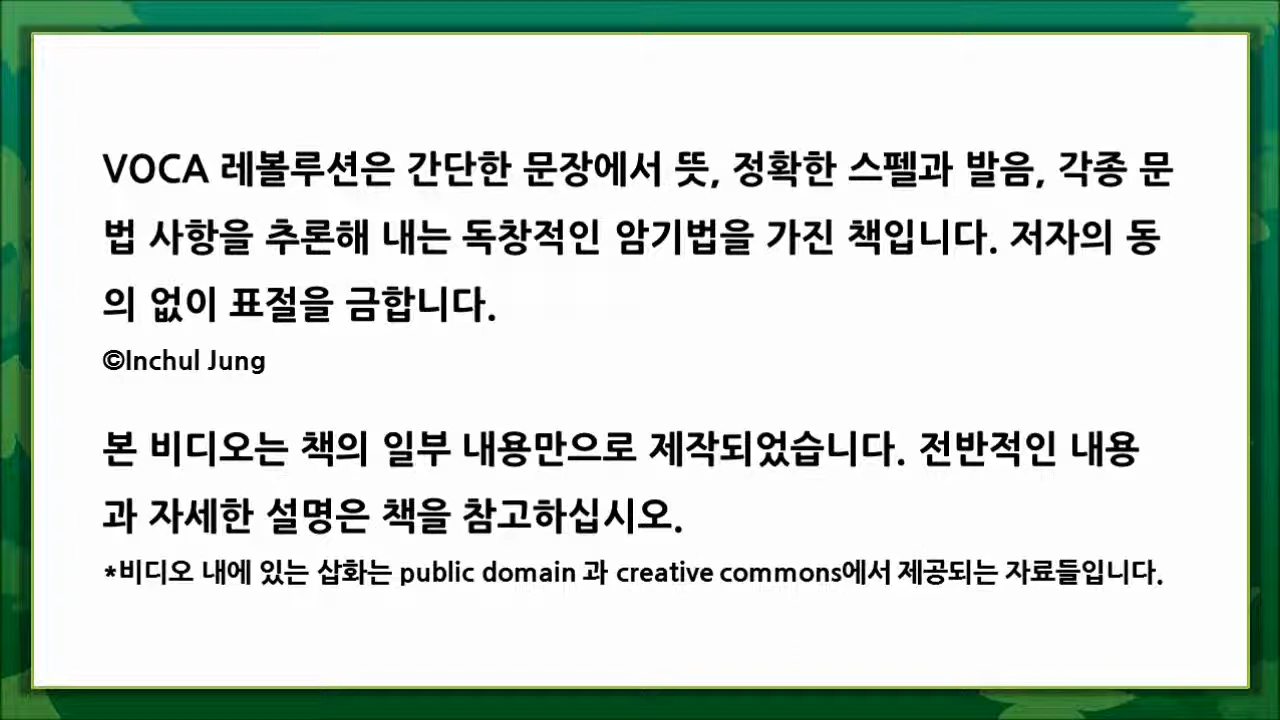 VOCA 레볼루션은 간단한 문장에서 뜻, 정확한 스펠과 발음, 각종 문
법 사항을 추론해 내는 독창적인 암기법을 가진 책입니다. 저자의 동
의 없이 표절을 금합니다.
©Inchul Jung
본 비디오는 책의 일부 내용만으로 제작되었습니다. 전반적인 내용
과 자세한 설명은 책을 참고하십시오.
*비디오 내에 있는 삽화는 public domain 과 creative commons에서 제공되는 자료들입니다.